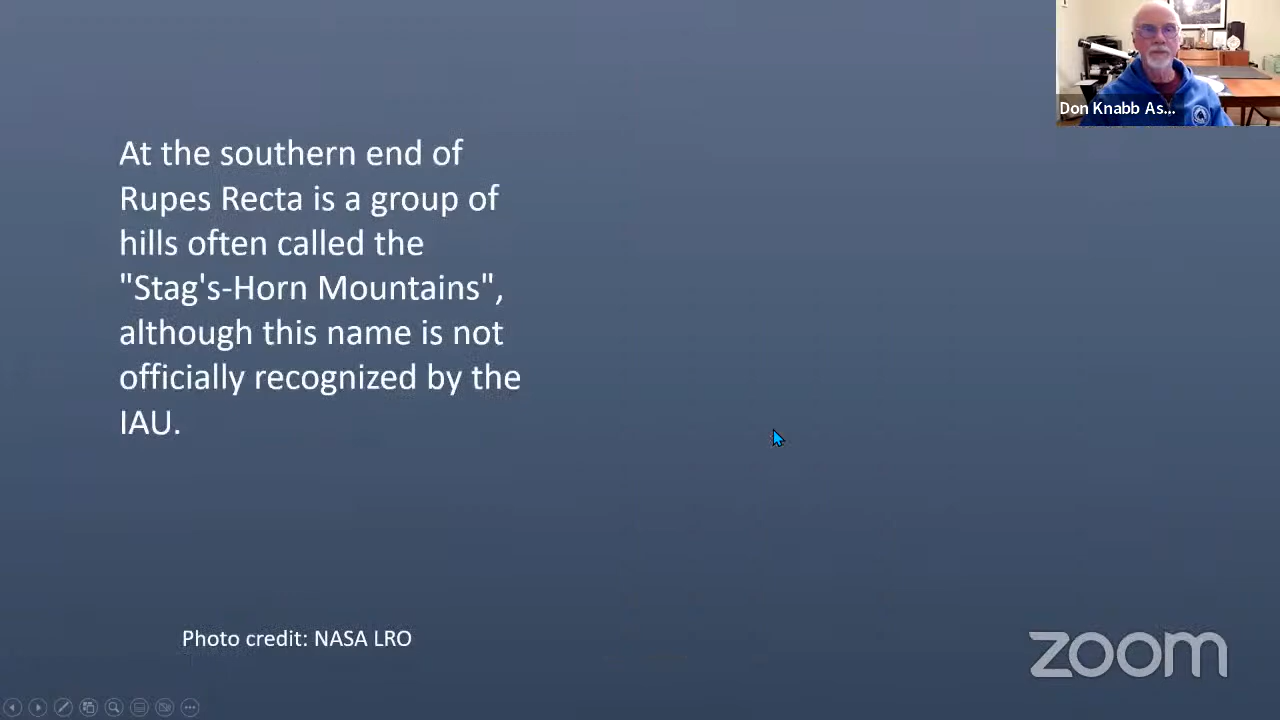 Don Knabb As...
At the southern end of
Rupes Recta is a group of
hills often called the
"Stag's-Horn Mountains",
although this name is not
officially recognized by the
IAU.
Photo credit: NASA LRO
zoom